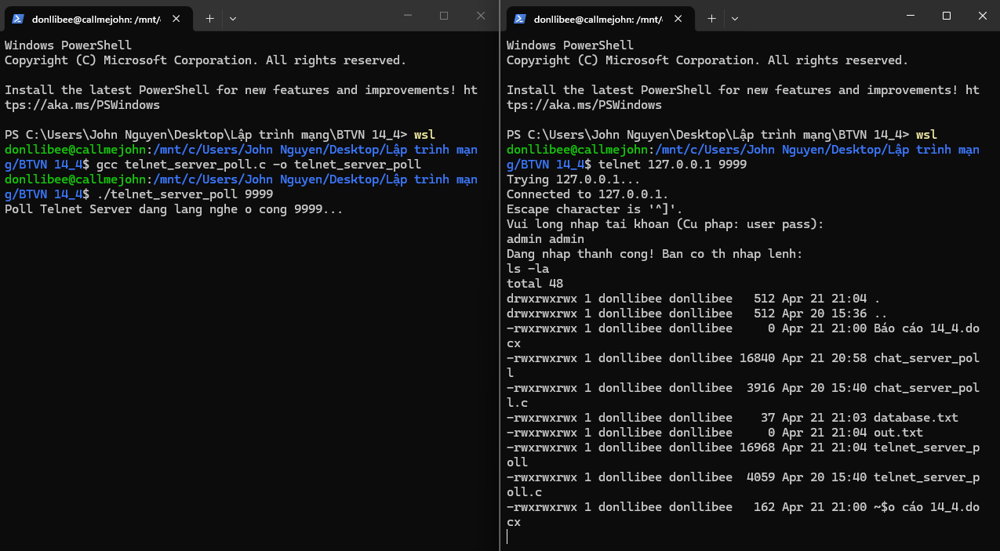 donllibee@callmejohn: /mnt/
Windows PowerShell
Copyright (C) Microsoft Corporation. All rights reserved.
Install the latest PowerShell for new features and improvements! ht
tps://aka.ms/PSWindows
PS C:\Users\John Nguyen\Desktop\Lập trình mạng\BTVN 14_4> wsl
donllibee@callmejohn:/mnt/c/Users/John Nguyen/Desktop/Lập trình mạn
g/BTVN 14_4$ gcc telnet_server_poll.c -o telnet_server_poll
donllibee@callmejohn:/mnt/c/Users/John Nguyen/Desktop/Lập trình mạn
g/BTVN 14_4$ ./telnet_server_poll 9999
Poll Telnet Server dang lang nghe o cong 9999...
donllibee@callmejohn: /mnt/
Windows PowerShell
Copyright (C) Microsoft Corporation. All rights reserved.
Install the latest PowerShell for new features and improvements! ht
tps://aka.ms/PSWindows
PS C:\Users\John Nguyen\Desktop\Lập trình mạng\BTVN 14_4> wsl
donllibee@callmejohn:/mnt/c/Users/John Nguyen/Desktop/Lập trình mạn
g/BTVN 14_4$ telnet 127.0.0.1 9999
Trying 127.0.0.1...
Connected to 127.0.0.1.
Escape character is '^]'.
Vui long nhap tai khoan (Cu phap: user pass):
admin admin
Dang nhap thanh cong! Ban co th nhap lenh:
ls -la
total 48
drwxrwxrwx 1 donllibee donllibee   512 Apr 21 21:04 .
drwxrwxrwx 1 donllibee donllibee   512 Apr 20 15:36 ..
-rwxrwxrwx 1 donllibee donllibee     0 Apr 21 21:00 Báo cáo 14_4.do
cx
-rwxrwxrwx 1 donllibee donllibee 16840 Apr 21 20:58 chat_server_pol
l
-rwxrwxrwx 1 donllibee donllibee  3916 Apr 20 15:40 chat_server_pol
l.c
-rwxrwxrwx 1 donllibee donllibee    37 Apr 21 21:03 database.txt
-rwxrwxrwx 1 donllibee donllibee     0 Apr 21 21:04 out.txt
-rwxrwxrwx 1 donllibee donllibee 16968 Apr 21 21:04 telnet_server_p
oll
-rwxrwxrwx 1 donllibee donllibee  4059 Apr 20 15:40 telnet_server_p
oll.c
-rwxrwxrwx 1 donllibee donllibee   162 Apr 21 21:00 ~$o cáo 14_4.do
cx